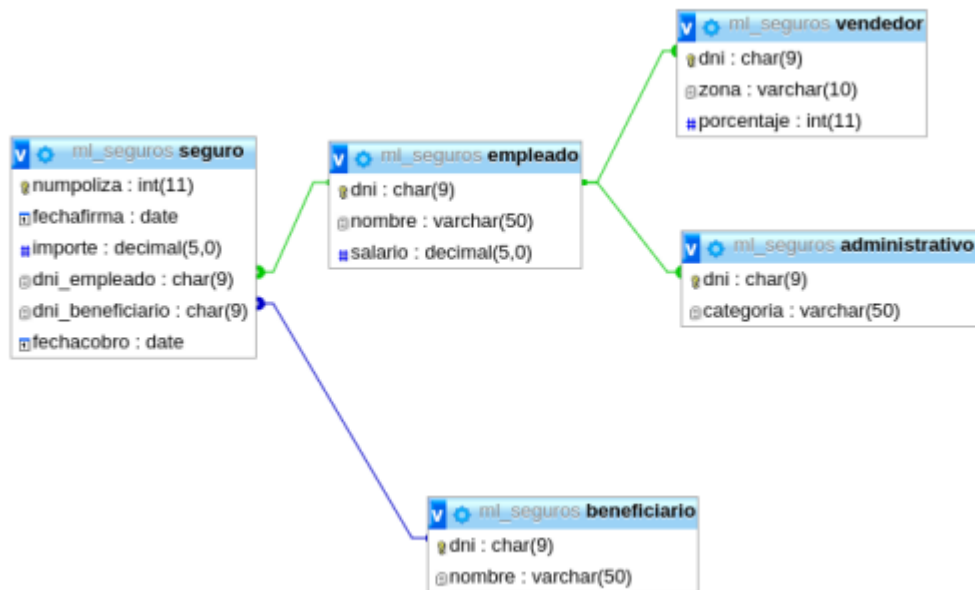 ml_seguros vendedor
dni : char(9)
zona : varchar(10)
porcentaje : int(11)
ml_seguros seguro
numpoliza : int(11)
fechafirma : date
importe : decimal(5,0)
dni_empleado : char(9)
dni_beneficiario : char(9)
fechacobro : date
ml_seguros empleado
dni : char(9)
nombre : varchar(50)
salario : decimal(5,0)
ml_seguros administrativo
dni : char(9)
categoria : varchar(50)
ml_seguros beneficiario
dni : char(9)
nombre : varchar(50)